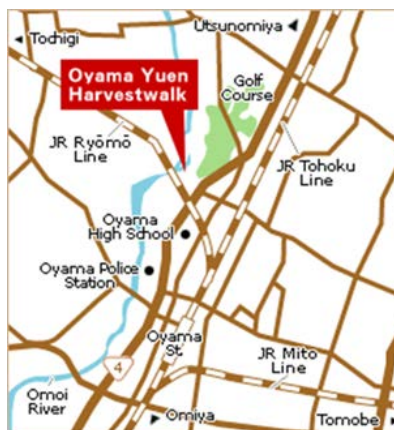 Utsunomiya
Tochigi
Oyama Yuen
Harvestwalk
Golf
Course
JR Ryōmō
Line
JR Tohoku
Line
Oyama
High School
Oyama Police
Station
Oyama
St.
4
JR Mito
Line
Omoi
River
Omiya
Tomobe